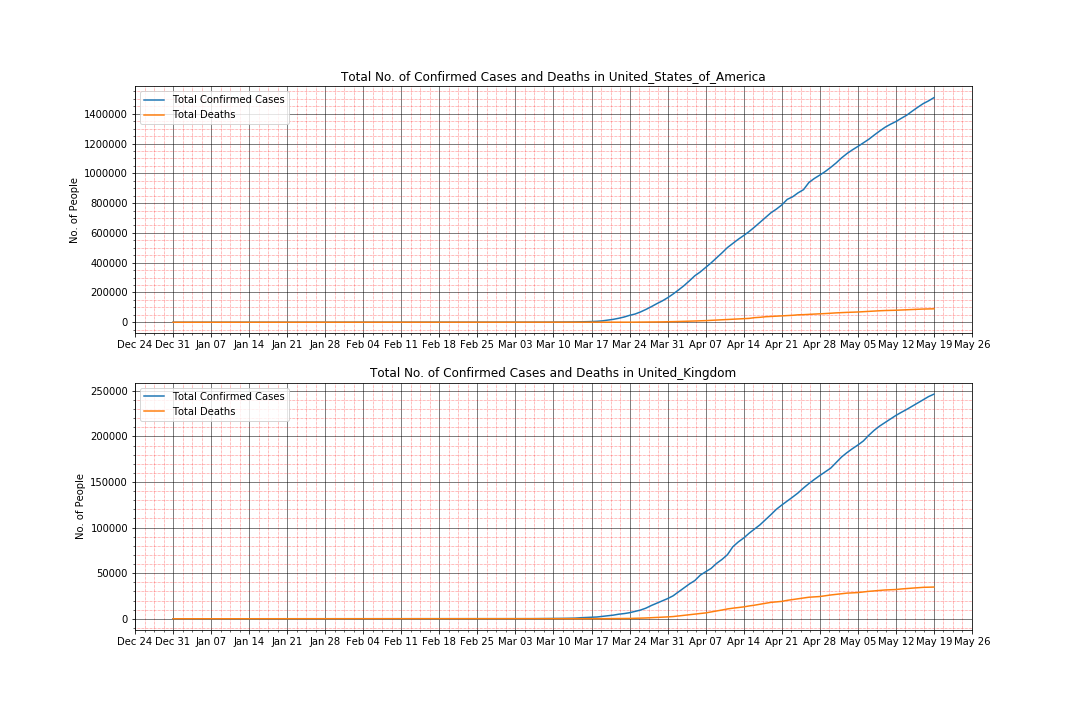 Total No. of Confirmed Cases and Deaths in United_States_of_America
Total Confirmed Cases
Total Deaths
1400000
1200000
1000000
800000
600000
400000
200000
0
No. of People
Dec 24 Dec 31 Jan 07 Jan 14 Jan 21 Jan 28 Feb 04 Feb 11 Feb 18 Feb 25 Mar 03 Mar 10 Mar 17 Mar 24 Mar 31 Apr 07 Apr 14 Apr 21 Apr 28 May 05 May 12 May 19 May 26
Total No. of Confirmed Cases and Deaths in United_Kingdom
Total Confirmed Cases
Total Deaths
250000
200000
150000
100000
50000
0
No. of People
Dec 24 Dec 31 Jan 07 Jan 14 Jan 21 Jan 28 Feb 04 Feb 11 Feb 18 Feb 25 Mar 03 Mar 10 Mar 17 Mar 24 Mar 31 Apr 07 Apr 14 Apr 21 Apr 28 May 05 May 12 May 19 May 26